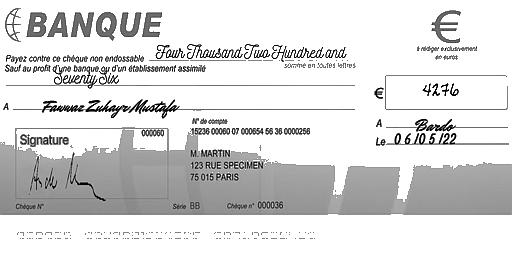 BANQUE
€
à rédiger exclusivement
en euros
Payez contre ce chèque non endossable Four Thousand Two Hundred and
Sauf au profit d'une banque ou d'un établissement assimilé
somme en toutes lettres
Seventy Six
€ 4276
A Fawwaz Zuhayr Mustafa
A Bardo
Le 06/05/22
Signature
000060
N° de compte
15236 00060 07 000654 56 36 0000256
M. MARTIN
123 RUE SPECIMEN
75 015 PARIS
Chèque N°
Série BB
Chèque n° 000036